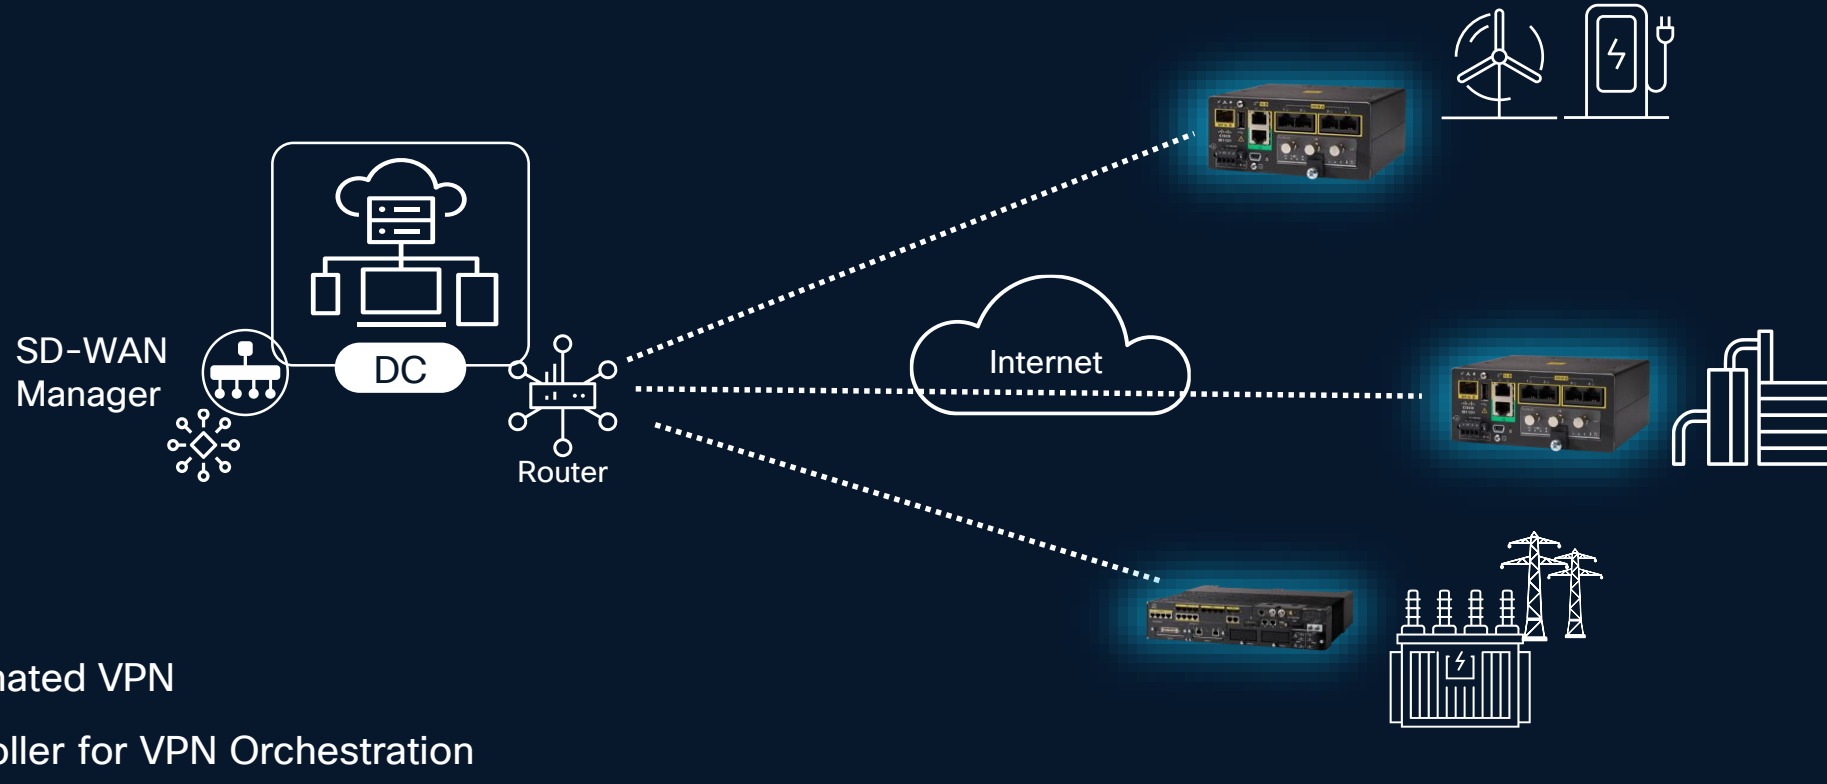 Internet
SD-WAN
Manager
DC
Router
nated VPN
oller for VPN Orchestration